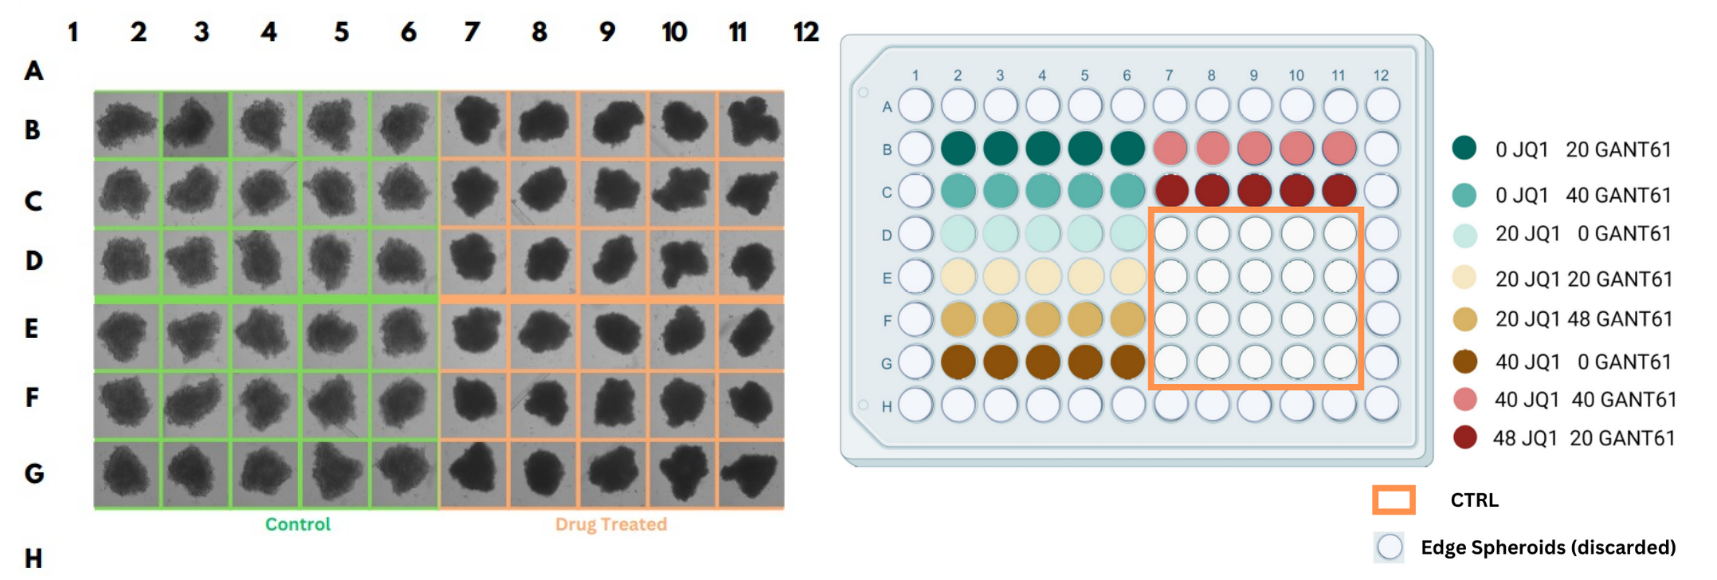 1 2 3 4 5 6 7 8 9 10 11 12
A
B
C
D
E
F
G
H
Control Drug Treated
1 2 3 4 5 6 7 8 9 10 11 12
A
B
C
D
E
F
G
H
0 JQ1 20 GANT61
0 JQ1 40 GANT61
20 JQ1 0 GANT61
20 JQ1 20 GANT61
20 JQ1 48 GANT61
40 JQ1 0 GANT61
40 JQ1 40 GANT61
48 JQ1 20 GANT61
CTRL
Edge Spheroids (discarded)